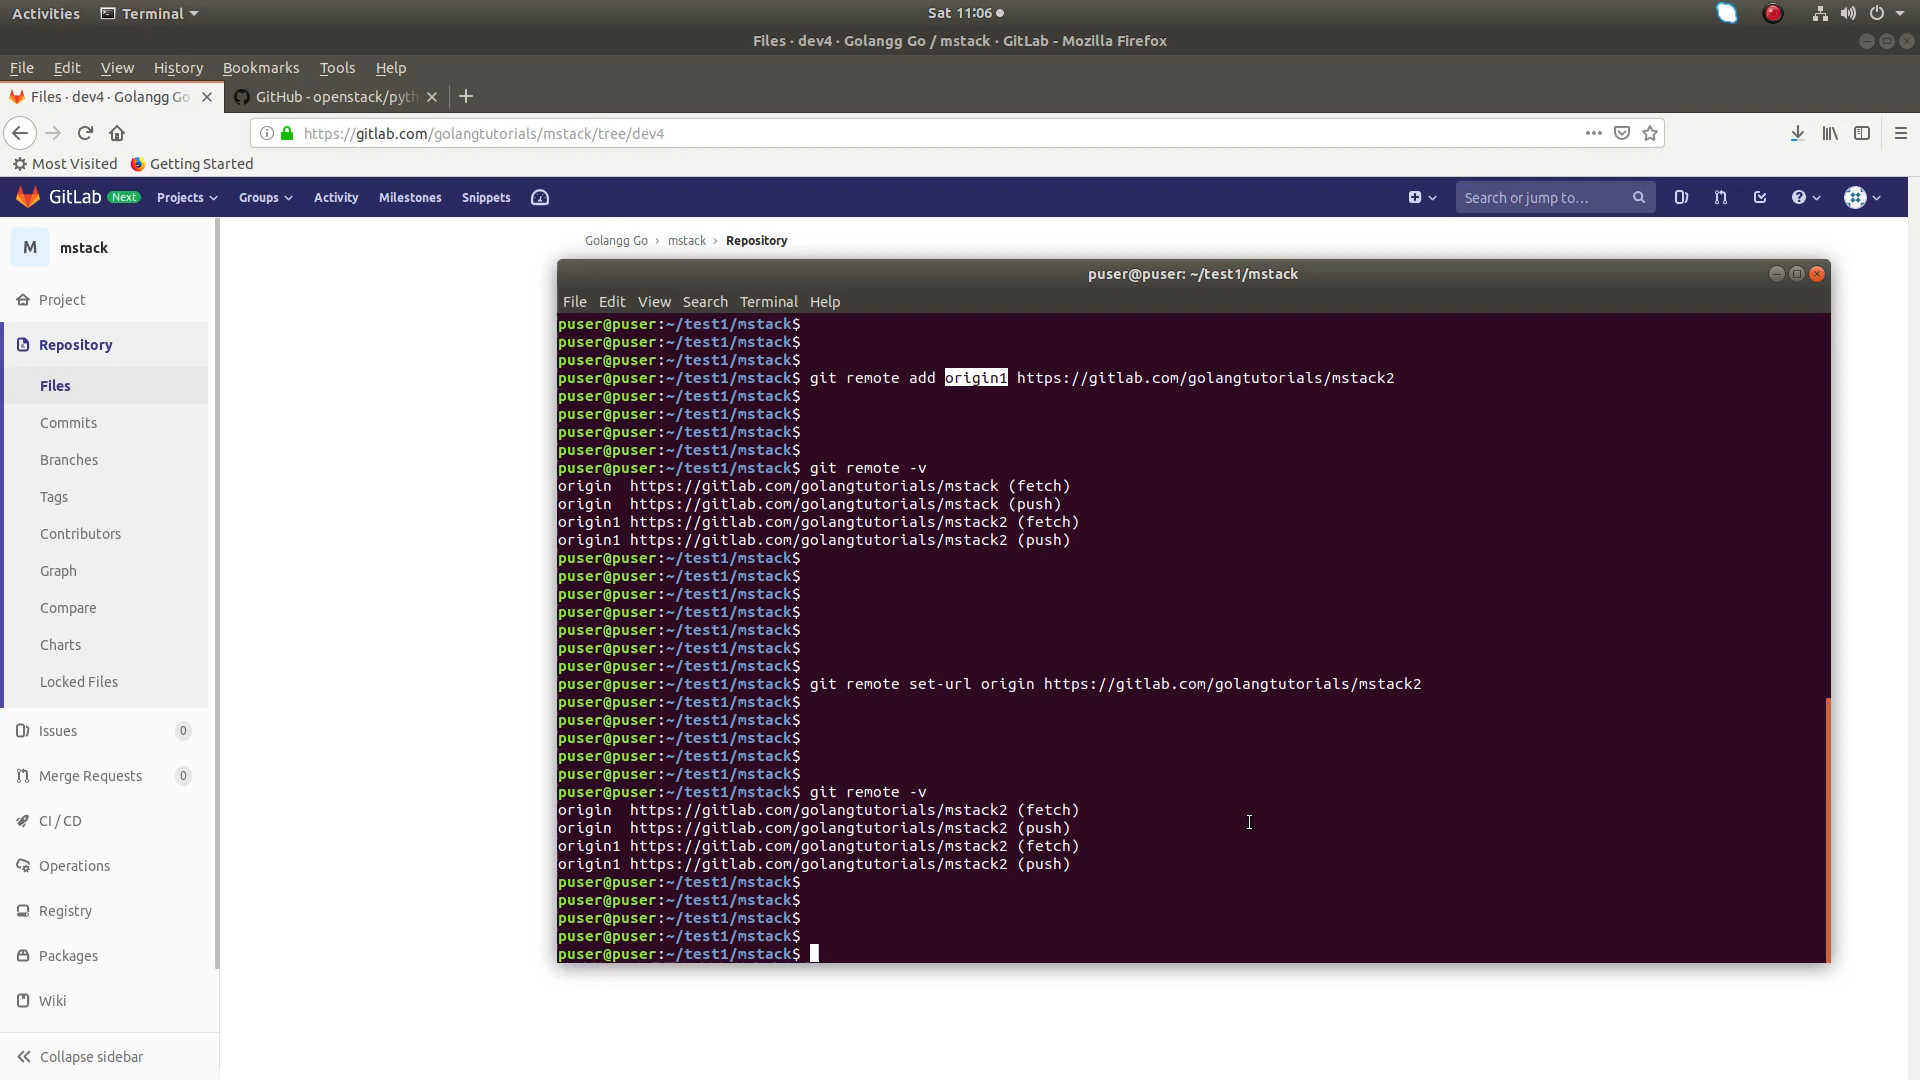 Activities Terminal Sat 11:06
Files · dev4 · Golangg Go / mstack · GitLab - Mozilla Firefox
File Edit View History Bookmarks Tools Help
Files · dev4 · Golangg Go GitHub - openstack/pyth
https://gitlab.com/golangtutorials/mstack/tree/dev4
Most Visited Getting Started
GitLab Next Projects Groups Activity Milestones Snippets Search or jump to…
M mstack
Golangg Go › mstack › Repository
Project
Repository
Files
Commits
Branches
Tags
Contributors
Graph
Compare
Charts
Locked Files
Issues 0
Merge Requests 0
CI / CD
Operations
Registry
Packages
Wiki
Collapse sidebar
puser@puser: ~/test1/mstack
File Edit View Search Terminal Help
puser@puser:~/test1/mstack$
puser@puser:~/test1/mstack$
puser@puser:~/test1/mstack$
puser@puser:~/test1/mstack$ git remote add origin1 https://gitlab.com/golangtutorials/mstack2
puser@puser:~/test1/mstack$
puser@puser:~/test1/mstack$
puser@puser:~/test1/mstack$
puser@puser:~/test1/mstack$
puser@puser:~/test1/mstack$ git remote -v
origin https://gitlab.com/golangtutorials/mstack (fetch)
origin https://gitlab.com/golangtutorials/mstack (push)
origin1 https://gitlab.com/golangtutorials/mstack2 (fetch)
origin1 https://gitlab.com/golangtutorials/mstack2 (push)
puser@puser:~/test1/mstack$
puser@puser:~/test1/mstack$
puser@puser:~/test1/mstack$
puser@puser:~/test1/mstack$
puser@puser:~/test1/mstack$
puser@puser:~/test1/mstack$
puser@puser:~/test1/mstack$
puser@puser:~/test1/mstack$ git remote set-url origin https://gitlab.com/golangtutorials/mstack2
puser@puser:~/test1/mstack$
puser@puser:~/test1/mstack$
puser@puser:~/test1/mstack$
puser@puser:~/test1/mstack$
puser@puser:~/test1/mstack$
puser@puser:~/test1/mstack$ git remote -v
origin https://gitlab.com/golangtutorials/mstack2 (fetch)
origin https://gitlab.com/golangtutorials/mstack2 (push)
origin1 https://gitlab.com/golangtutorials/mstack2 (fetch)
origin1 https://gitlab.com/golangtutorials/mstack2 (push)
puser@puser:~/test1/mstack$
puser@puser:~/test1/mstack$
puser@puser:~/test1/mstack$
puser@puser:~/test1/mstack$
puser@puser:~/test1/mstack$